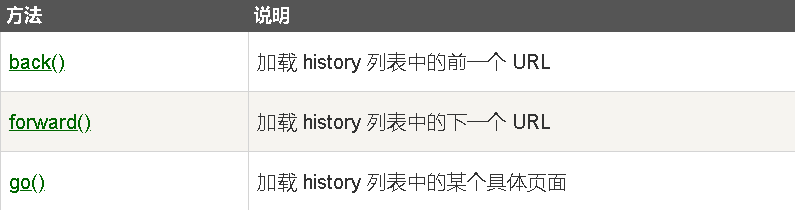 方法 说明
back() 加载 history 列表中的前一个 URL
forward() 加载 history 列表中的下一个 URL
go() 加载 history 列表中的某个具体页面